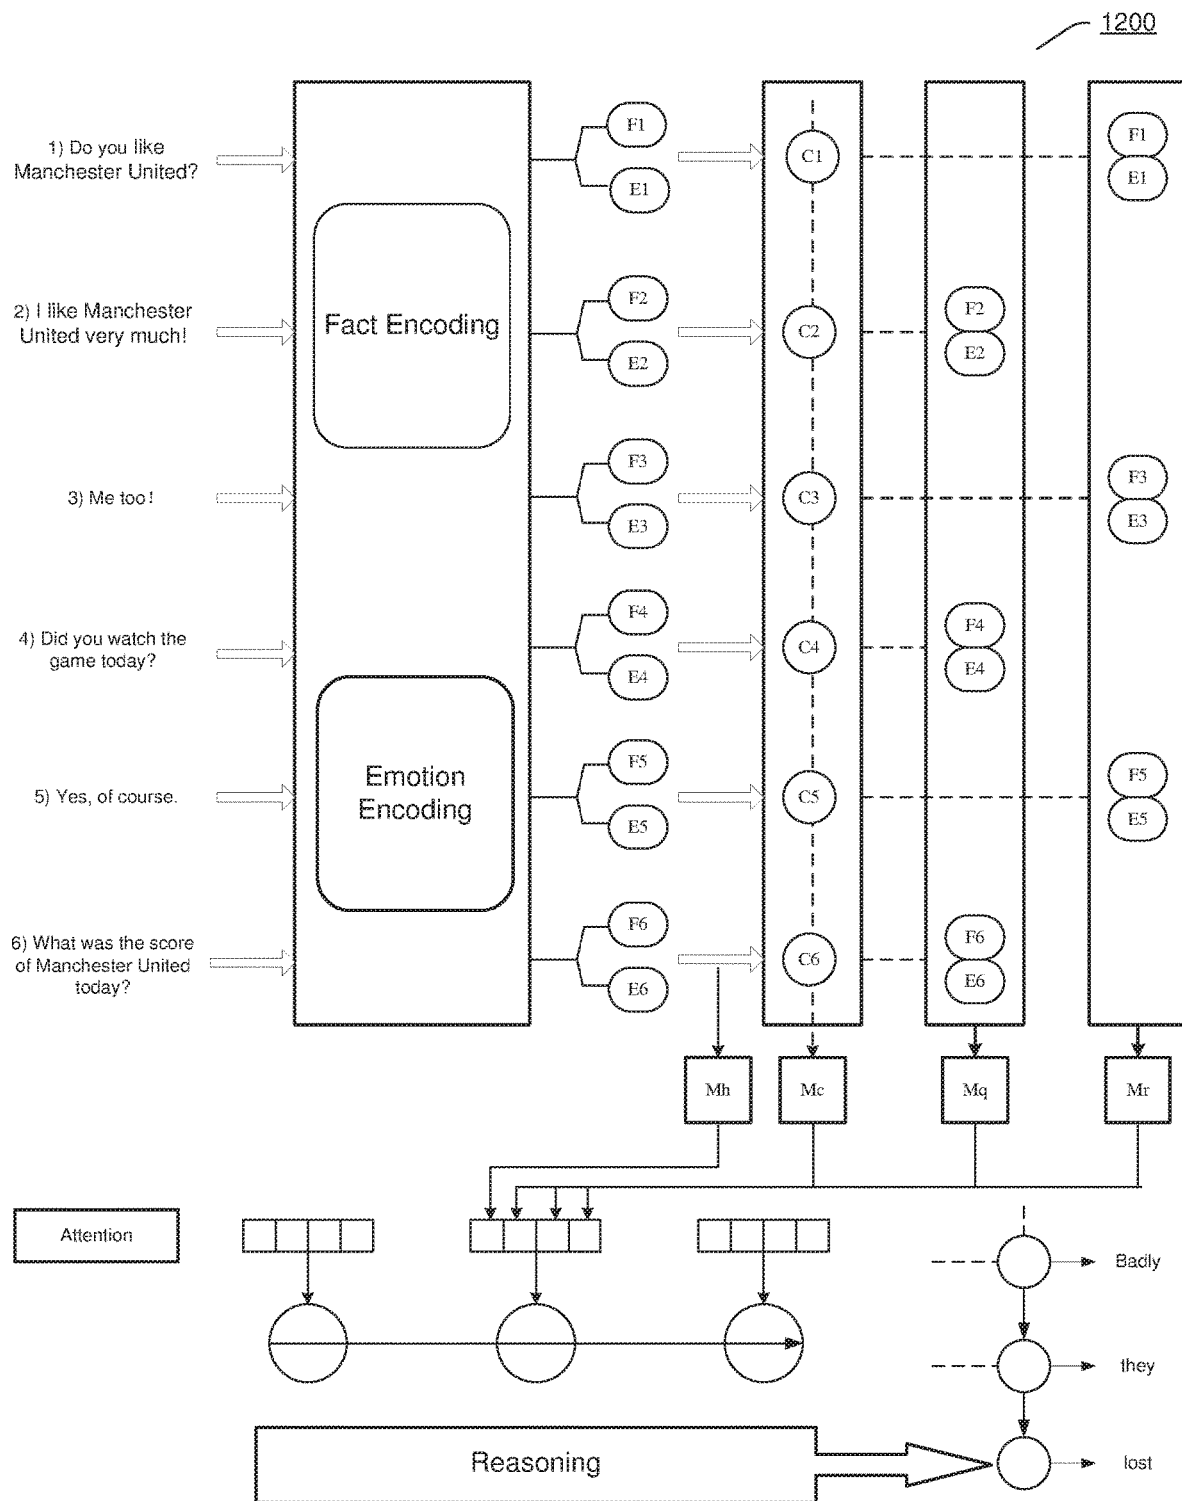 1200
1) Do you like
Manchester United?
F1
E1
C1
F1
E1
2) I like Manchester
United very much!
Fact Encoding
F2
E2
C2
F2
E2
3) Me too!
F3
E3
C3
F3
E3
4) Did you watch the
game today?
F4
E4
C4
F4
E4
5) Yes, of course.
Emotion
Encoding
F5
E5
C5
F5
E5
6) What was the score
of Manchester United
today?
F6
E6
C6
F6
E6
Mh
Mc
Mq
Mr
Attention
Badly
they
lost
Reasoning